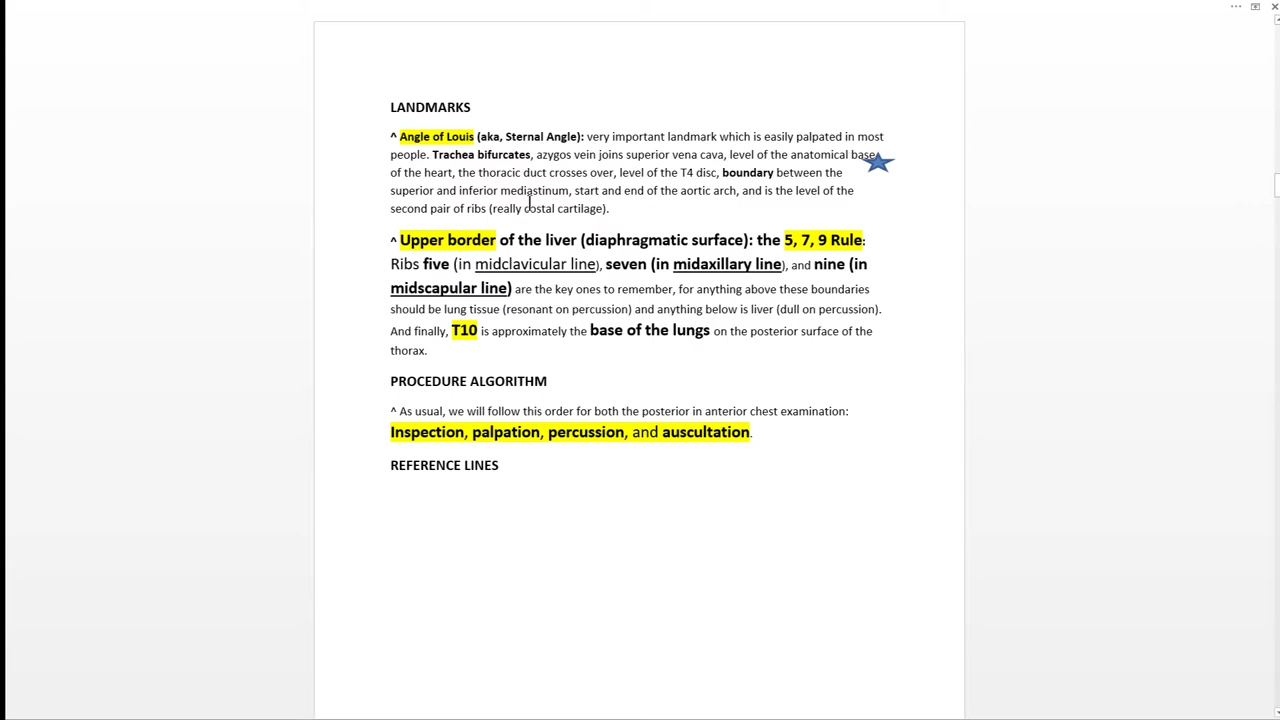 LANDMARKS
^ Angle of Louis (aka, Sternal Angle): very important landmark which is easily palpated in most
people. Trachea bifurcates, azygos vein joins superior vena cava, level of the anatomical base
of the heart, the thoracic duct crosses over, level of the T4 disc, boundary between the
superior and inferior mediastinum, start and end of the aortic arch, and is the level of the
second pair of ribs (really costal cartilage).
^ Upper border of the liver (diaphragmatic surface): the 5, 7, 9 Rule:
Ribs five (in midclavicular line), seven (in midaxillary line), and nine (in
midscapular line) are the key ones to remember, for anything above these boundaries
should be lung tissue (resonant on percussion) and anything below is liver (dull on percussion).
And finally, T10 is approximately the base of the lungs on the posterior surface of the
thorax.
PROCEDURE ALGORITHM
^ As usual, we will follow this order for both the posterior in anterior chest examination:
Inspection, palpation, percussion, and auscultation.
REFERENCE LINES